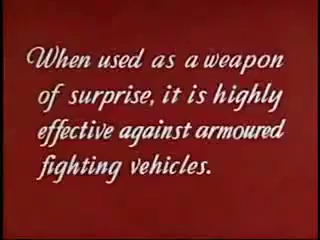 When used as a weapon
of surprise, it is highly
effective against armoured
fighting vehicles.